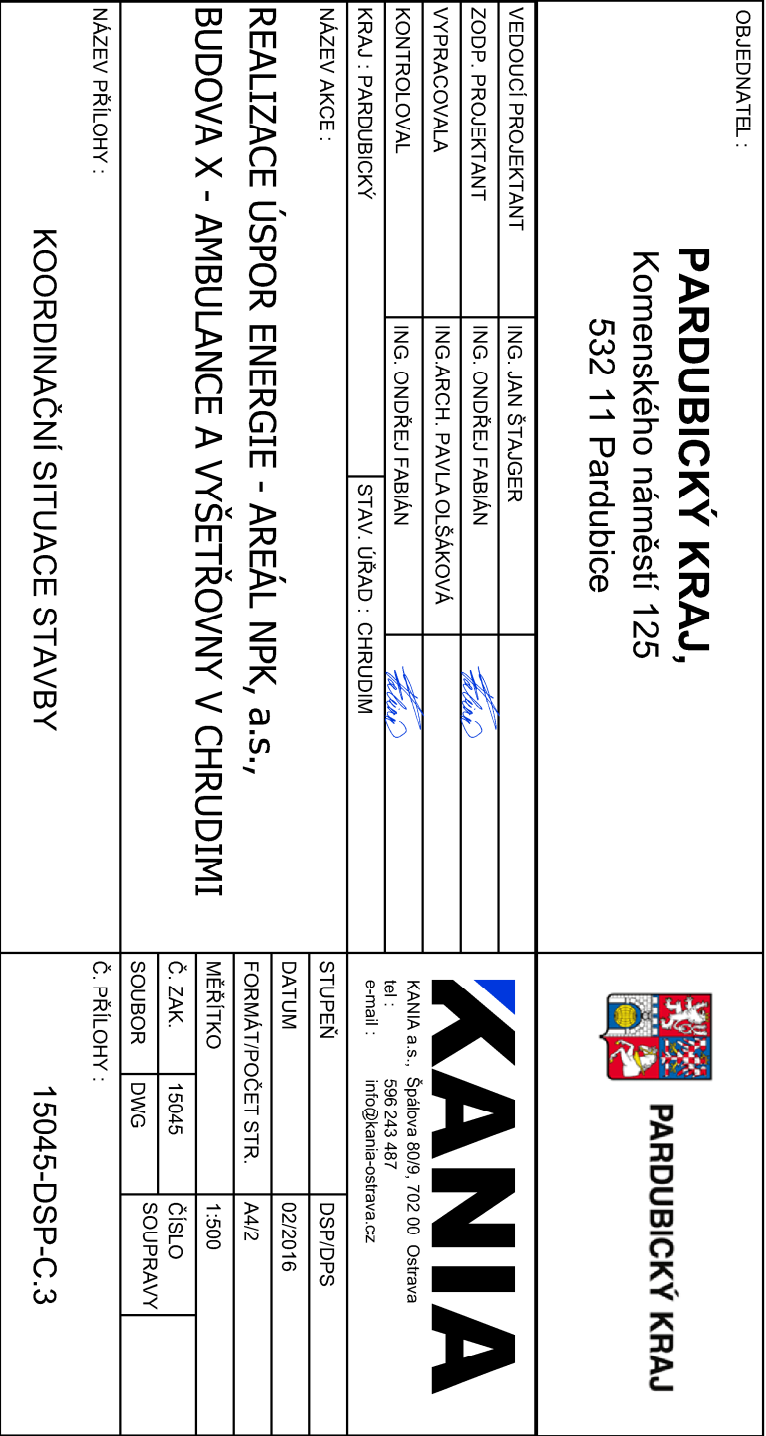 OBJEDNATEL :
PARDUBICKÝ KRAJ,
Komenského náměstí 125
532 11 Pardubice
PARDUBICKÝ KRAJ
VEDOUCÍ PROJEKTANT ING. JAN ŠTAJGER
ZODP. PROJEKTANT ING. ONDŘEJ FABIÁN
VYPRACOVALA ING.ARCH. PAVLA OLŠÁKOVÁ
KONTROLOVAL ING. ONDŘEJ FABIÁN
KRAJ : PARDUBICKÝ STAV. ÚŘAD : CHRUDIM
KANIA
KANIA a.s., Špálova 80/9, 702 00 Ostrava
tel : 596 243 487
e-mail : info@kania-ostrava.cz
NÁZEV AKCE :
REALIZACE ÚSPOR ENERGIE - AREÁL NPK, a.s.,
BUDOVA X - AMBULANCE A VYŠETŘOVNY V CHRUDIMI
STUPEŇ DSP/DPS
DATUM 02/2016
FORMÁT/POČET STR. A4/2
MĚŘÍTKO 1:500
Č. ZAK. 15045 ČÍSLO
SOUBOR DWG SOUPRAVY
NÁZEV PŘÍLOHY :
KOORDINAČNÍ SITUACE STAVBY
Č. PŘÍLOHY :
15045-DSP-C.3